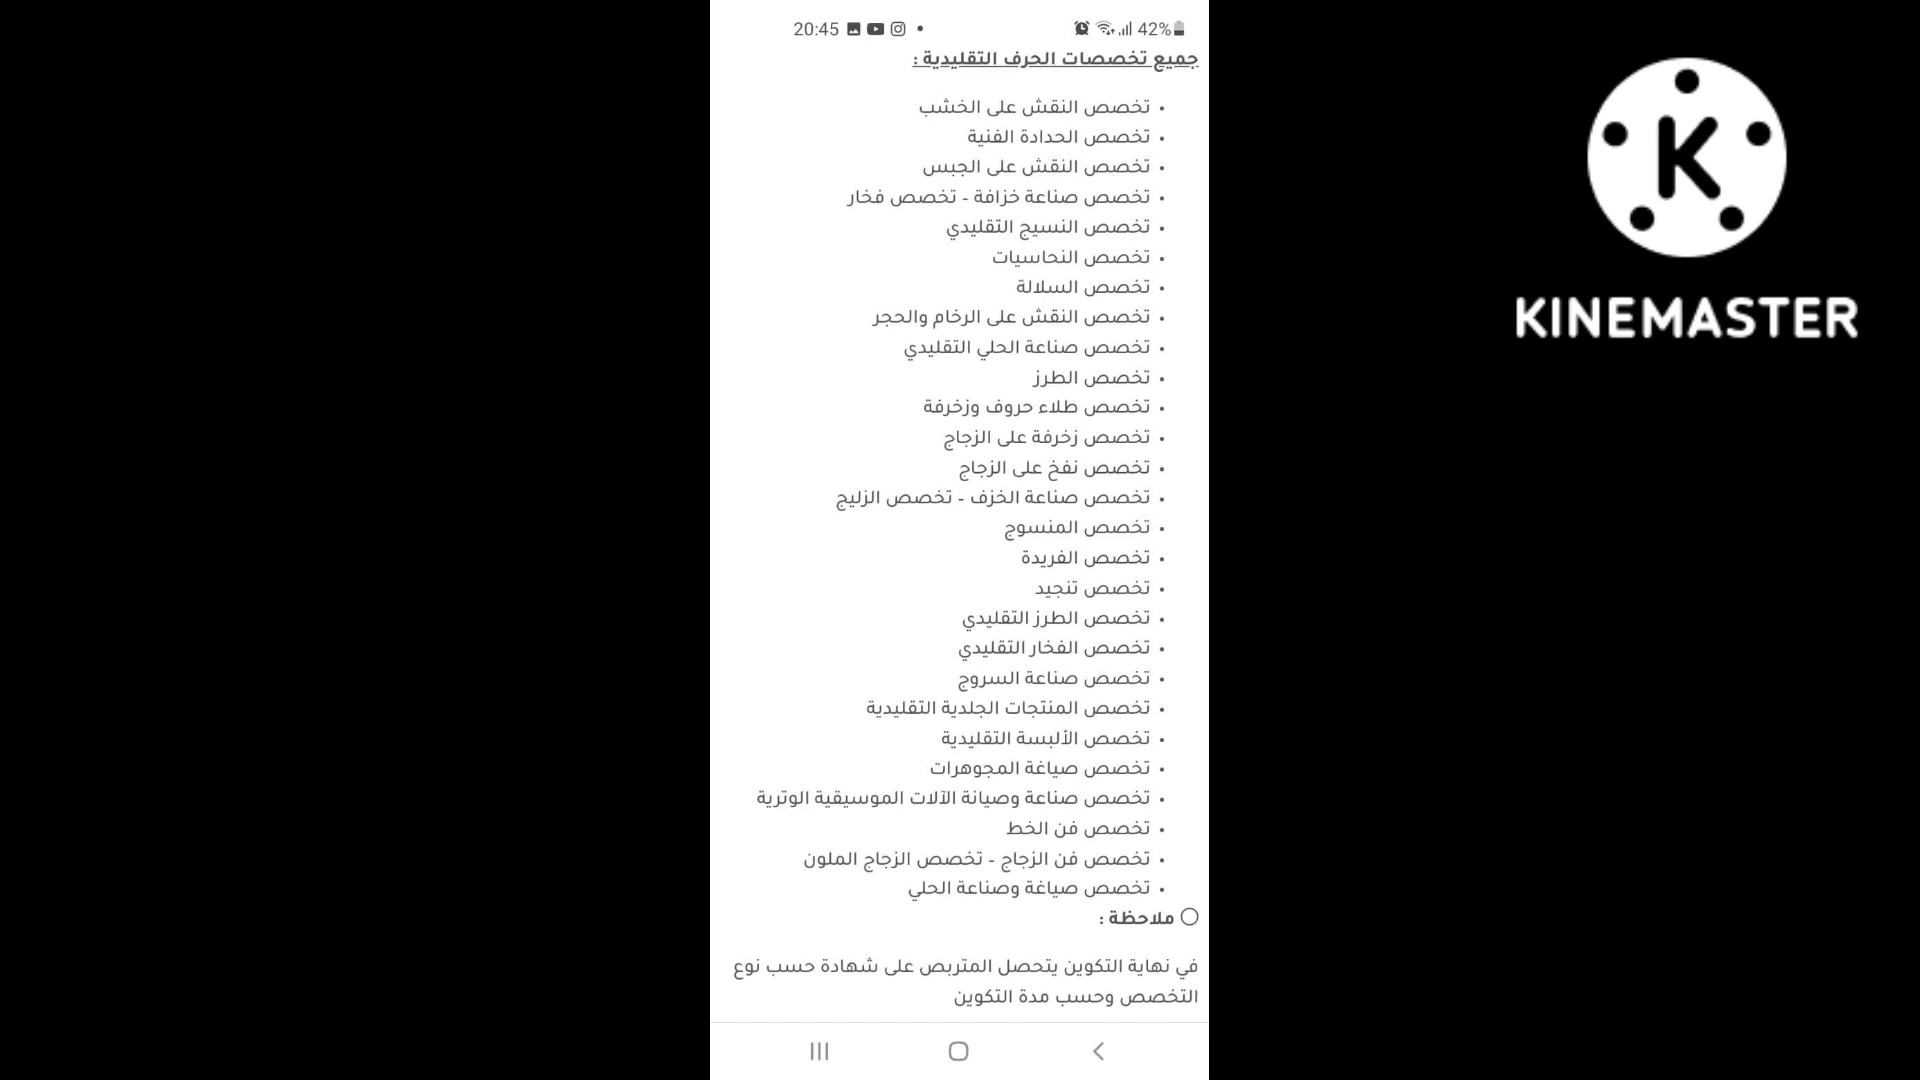 20:45
42%
جميع تخصصات الحرف التقليدية :
• تخصص النقش على الخشب
• تخصص الحدادة الفنية
• تخصص النقش على الجبس
• تخصص صناعة خزافة - تخصص فخار
• تخصص النسيج التقليدي
• تخصص النحاسيات
• تخصص السلالة
• تخصص النقش على الرخام والحجر
• تخصص صناعة الحلي التقليدي
• تخصص الطرز
• تخصص طلاء حروف وزخرفة
• تخصص زخرفة على الزجاج
• تخصص نفخ على الزجاج
• تخصص صناعة الخزف - تخصص الزليج
• تخصص المنسوج
• تخصص الفريدة
• تخصص تنجيد
• تخصص الطرز التقليدي
• تخصص الفخار التقليدي
• تخصص صناعة السروج
• تخصص المنتجات الجلدية التقليدية
• تخصص الألبسة التقليدية
• تخصص صياغة المجوهرات
• تخصص صناعة وصيانة الآلات الموسيقية الوترية
• تخصص فن الخط
• تخصص فن الزجاج - تخصص الزجاج الملون
• تخصص صياغة وصناعة الحلي
ملاحظة :
في نهاية التكوين يتحصل المتربص على شهادة حسب نوع
التخصص وحسب مدة التكوين
K
KINEMASTER